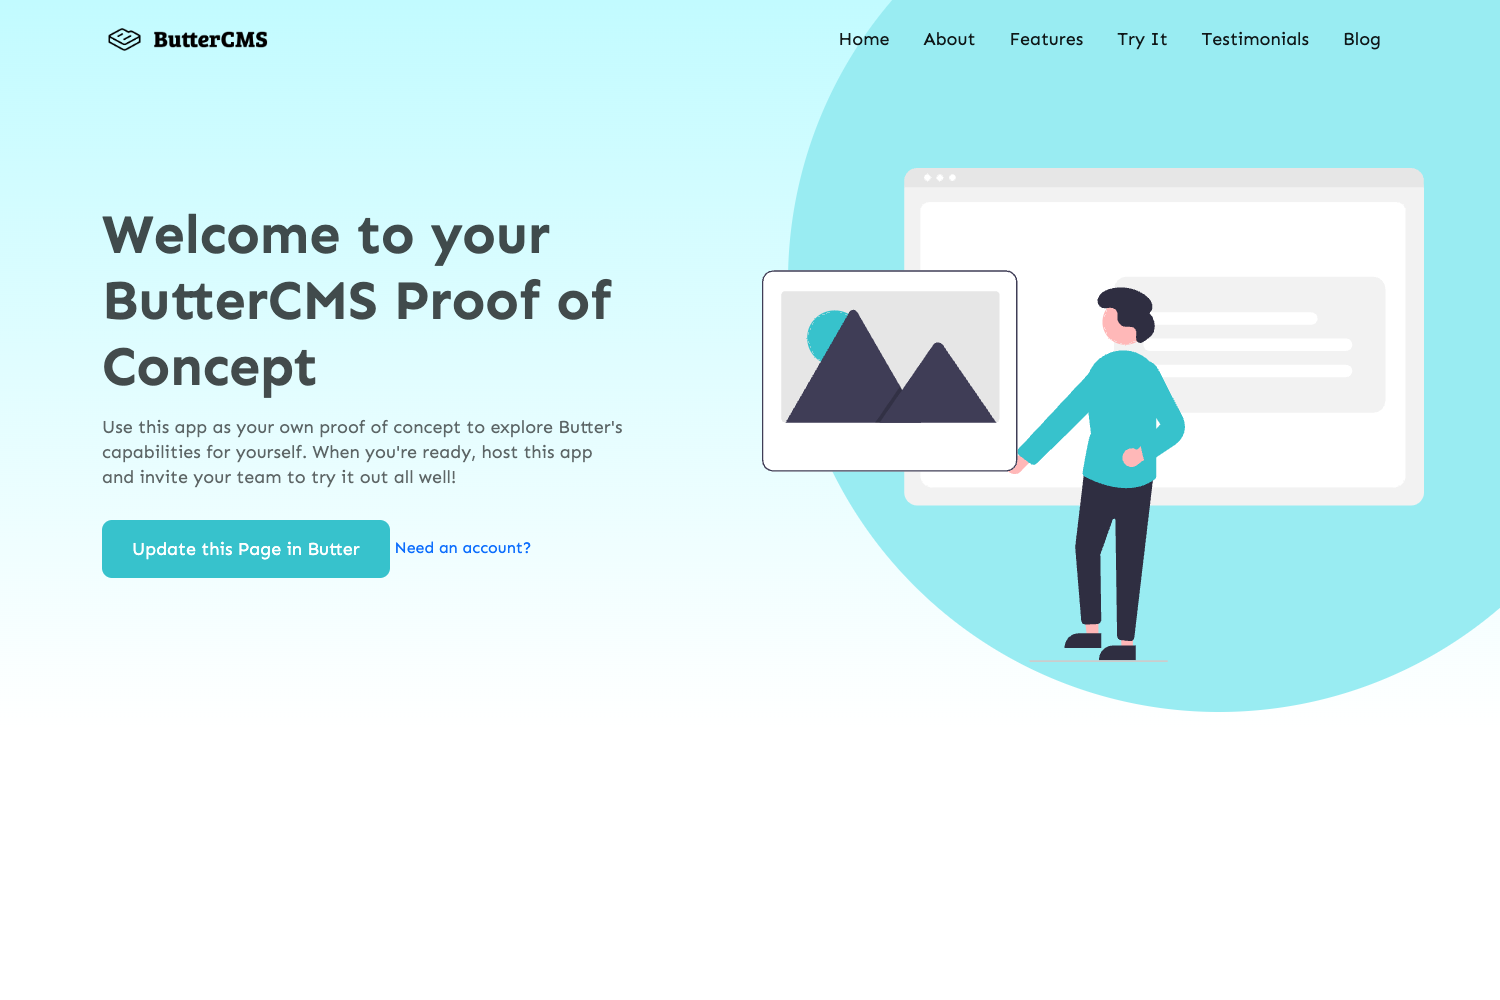 ButterCMS
Home About Features Try It Testimonials Blog
Welcome to your
ButterCMS Proof of
Concept
Use this app as your own proof of concept to explore Butter's
capabilities for yourself. When you're ready, host this app
and invite your team to try it out all well!
Update this Page in Butter Need an account?